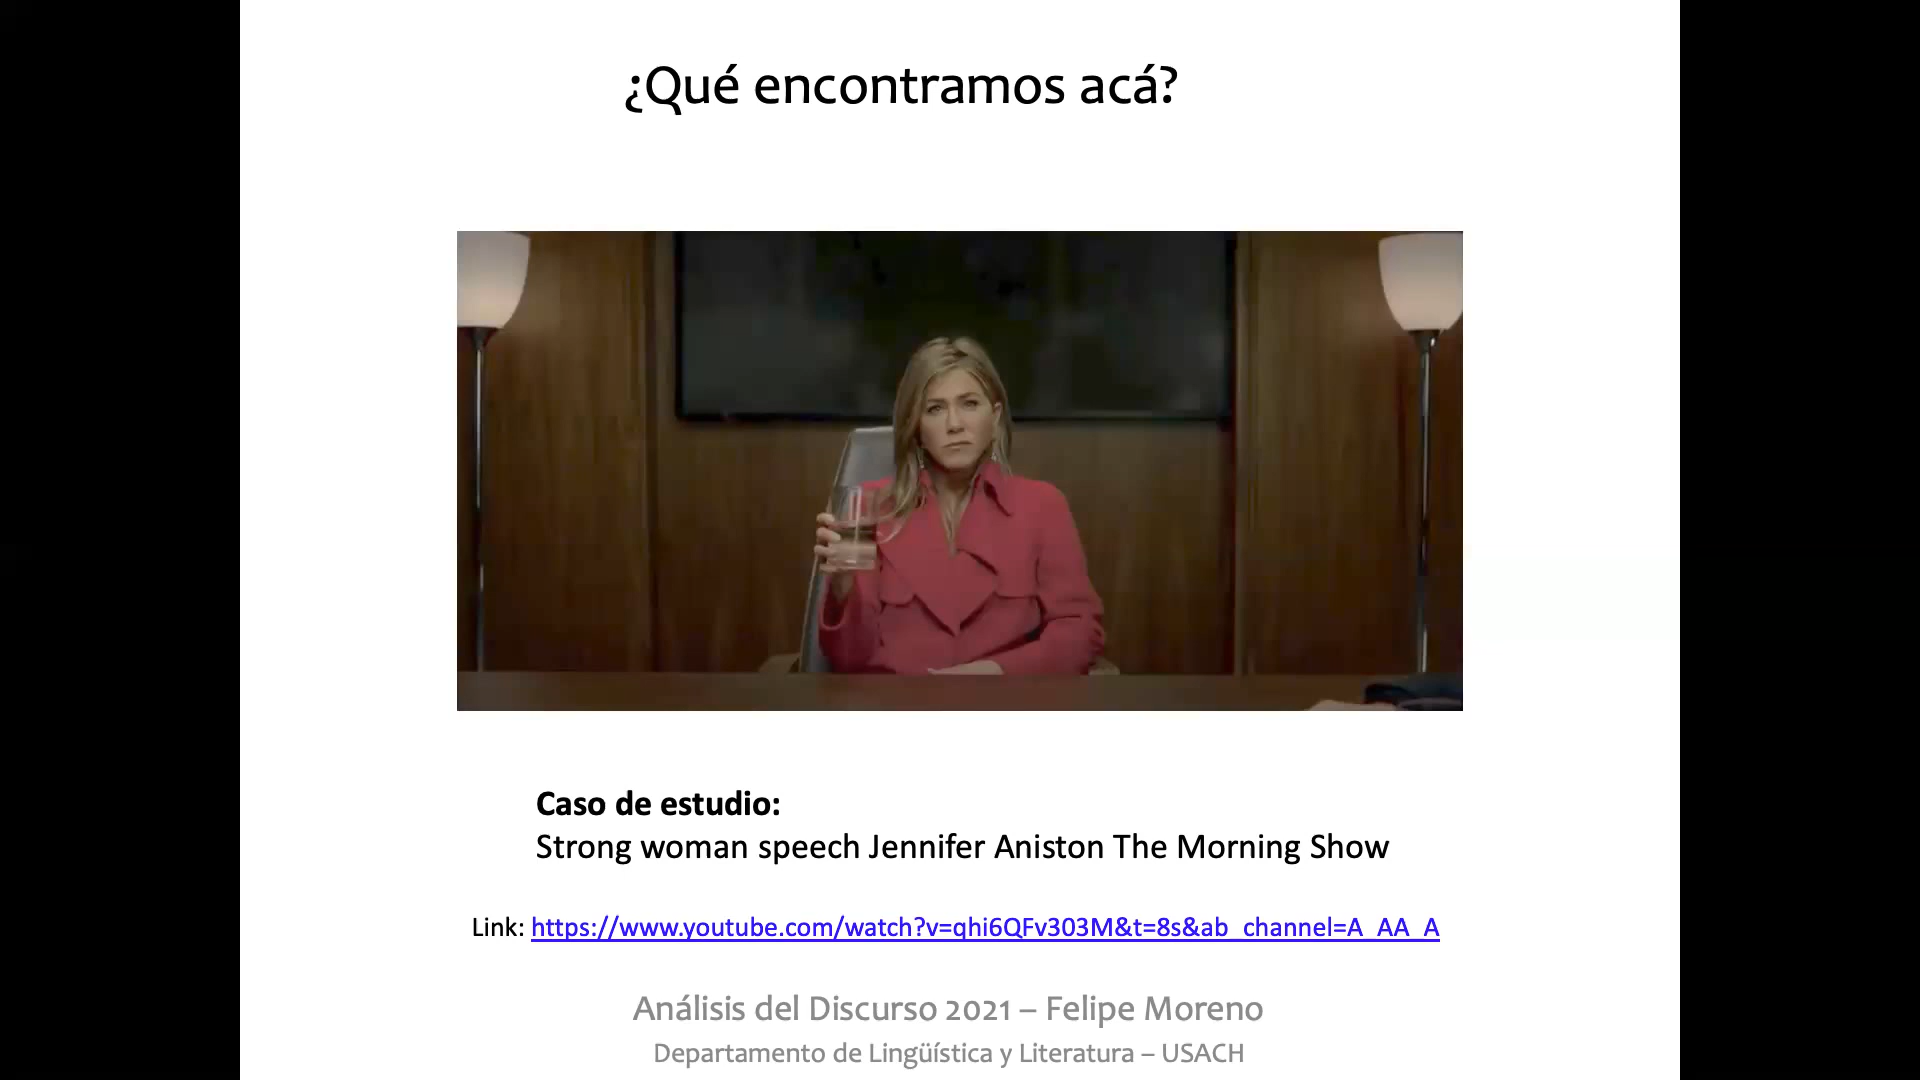 ¿Qué encontramos acá?
Caso de estudio:
Strong woman speech Jennifer Aniston The Morning Show
Link: https://www.youtube.com/watch?v=qhi6QFv303M&t=8s&ab_channel=A_AA_A
Análisis del Discurso 2021 – Felipe Moreno
Departamento de Lingüística y Literatura – USACH